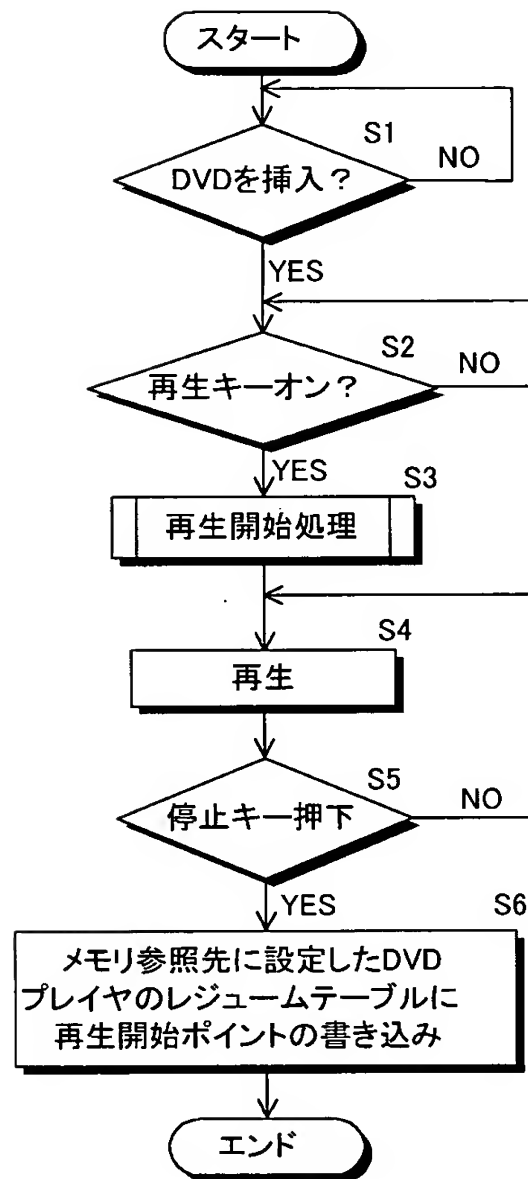 スタート
S1
DVDを挿入？
NO
YES
S2
再生キーオン？
NO
YES
S3
再生開始処理
S4
再生
S5
停止キー押下
NO
YES
S6
メモリ参照先に設定したDVD
プレイヤのレジュームテーブルに
再生開始ポイントの書き込み
エンド